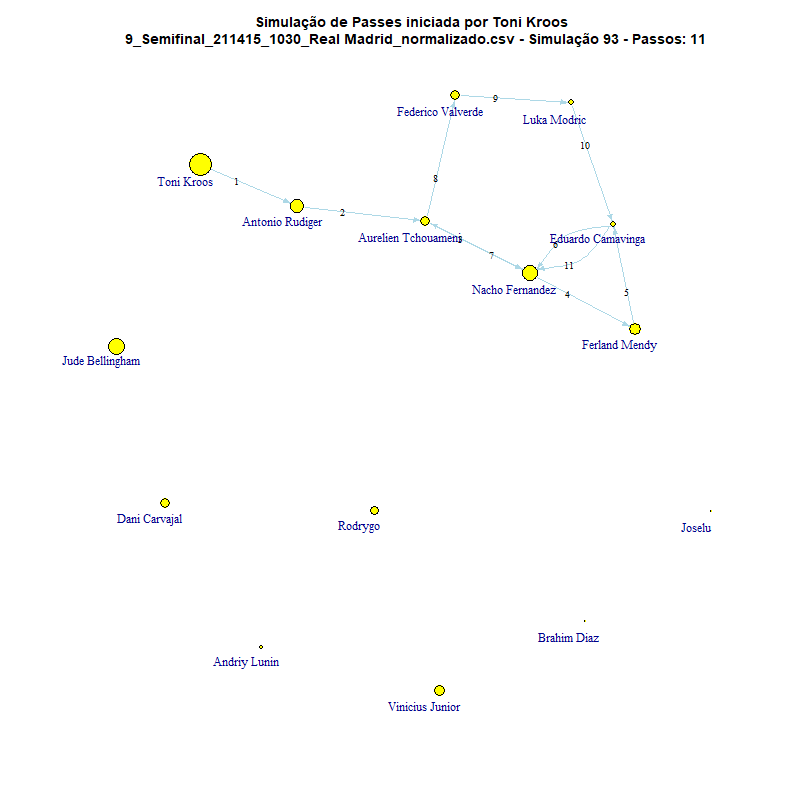 Simulação de Passes iniciada por Toni Kroos
9_Semifinal_211415_1030_Real Madrid_normalizado.csv - Simulação 93 - Passos: 11
9
Federico Valverde
Luka Modric
10
8
1
Toni Kroos
2
Antonio Rudiger
Aurelien Tchouameni
Eduardo Camavinga
6
7
11
Nacho Fernandez
4
5
Ferland Mendy
Jude Bellingham
Dani Carvajal
Rodrygo
Joselu
Brahim Diaz
Andriy Lunin
Vinicius Junior